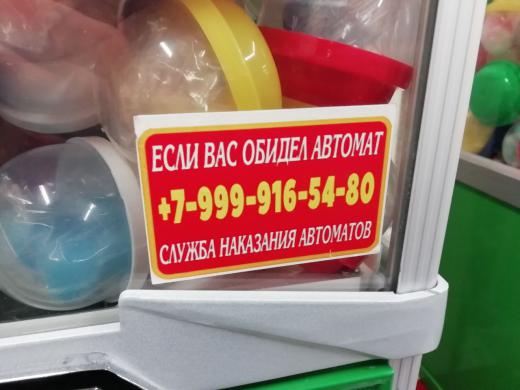 ЕСЛИ ВАС ОБИДЕЛ АВТОМАТ
+7-999-916-54-80
СЛУЖБА НАКАЗАНИЯ АВТОМАТОВ